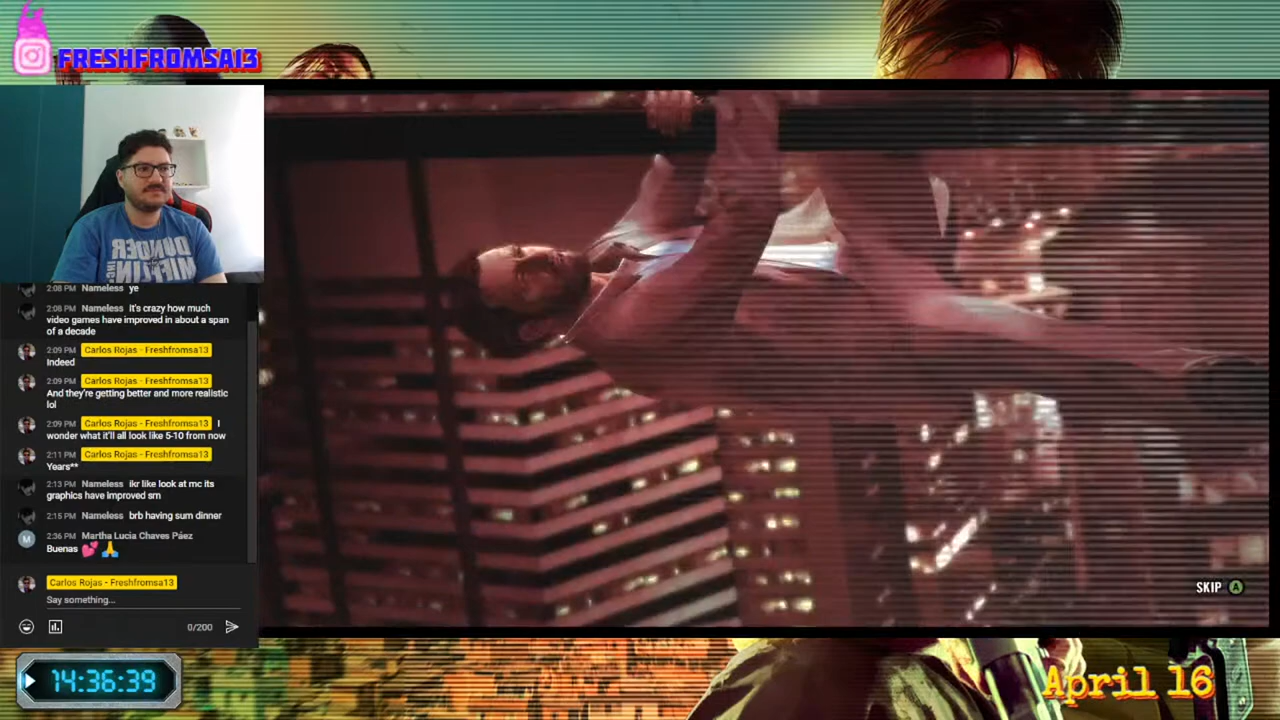 FRESHFROMSA13
DUNDER
MIFFLIN
INC
2:08 PM Nameless ye
2:08 PM Nameless It's crazy how much
video games have improved in about a span
of a decade
2:09 PM Carlos Rojas - Freshfromsa13
Indeed
2:09 PM Carlos Rojas - Freshfromsa13
And they're getting better and more realistic
lol
2:09 PM Carlos Rojas - Freshfromsa13 I
wonder what it'll all look like 5-10 from now
2:11 PM Carlos Rojas - Freshfromsa13
Years**
2:13 PM Nameless ikr like look at mc its
graphics have improved sm
2:15 PM Nameless brb having sum dinner
M 2:36 PM Martha Lucia Chaves Páez
Buenas 💕🙏
Carlos Rojas - Freshfromsa13
Say something...
0/200
SKIP A
14:36:39
April 16